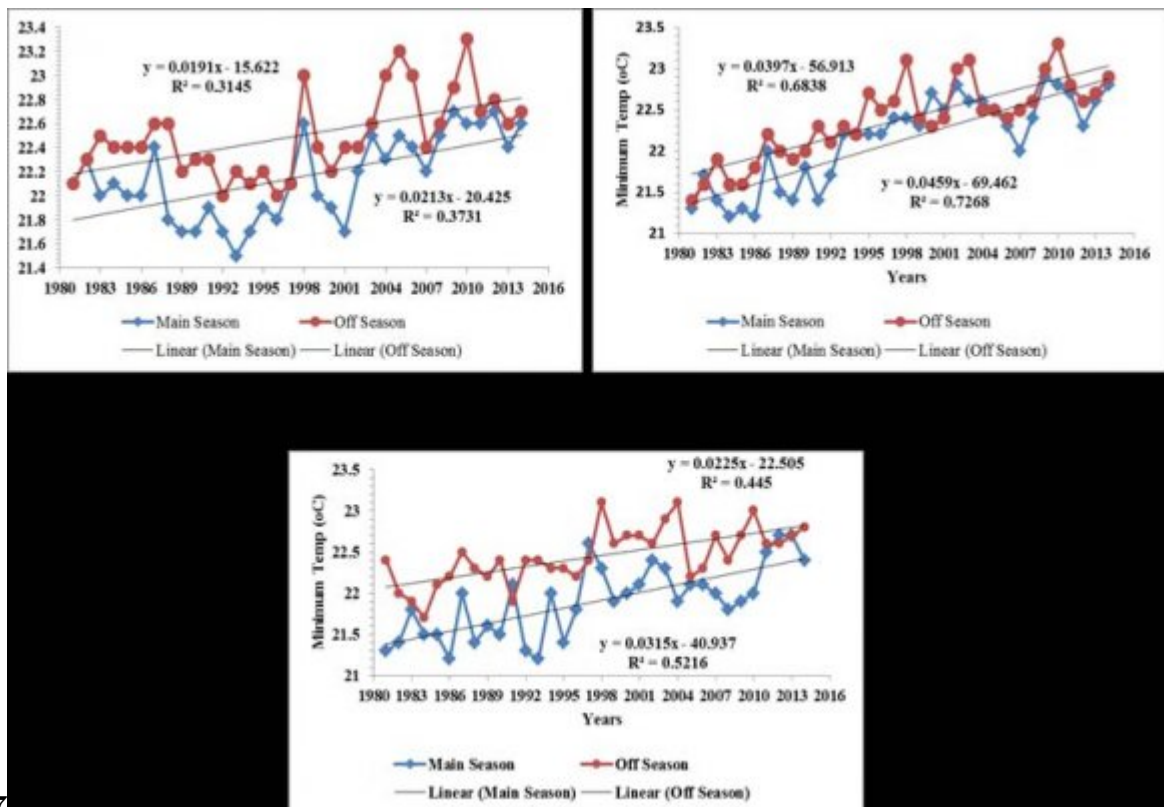 23.4
23.2
23
22.8
22.6
22.4
22.2
22
21.8
21.6
21.4
y = 0.0191x - 15.622
R² = 0.3145
y = 0.0213x - 20.425
R² = 0.3731
1980 1983 1986 1989 1992 1995 1998 2001 2004 2007 2010 2013 2016
Main Season Off Season
Linear (Main Season) Linear (Off Season)
Minimum Temp (oC)
23.5
23
22.5
22
21.5
21
y = 0.0397x - 56.913
R² = 0.6838
y = 0.0459x - 69.462
R² = 0.7268
1980 1983 1986 1989 1992 1995 1998 2001 2004 2007 2010 2013 2016
Years
Main Season Off Season
Linear (Main Season) Linear (Off Season)
Minimum Temp (oC)
23.5
23
22.5
22
21.5
21
y = 0.0225x - 22.505
R² = 0.445
y = 0.0315x - 40.937
R² = 0.5216
1980 1983 1986 1989 1992 1995 1998 2001 2004 2007 2010 2013 2016
Years
Main Season Off Season
Linear (Main Season) Linear (Off Season)